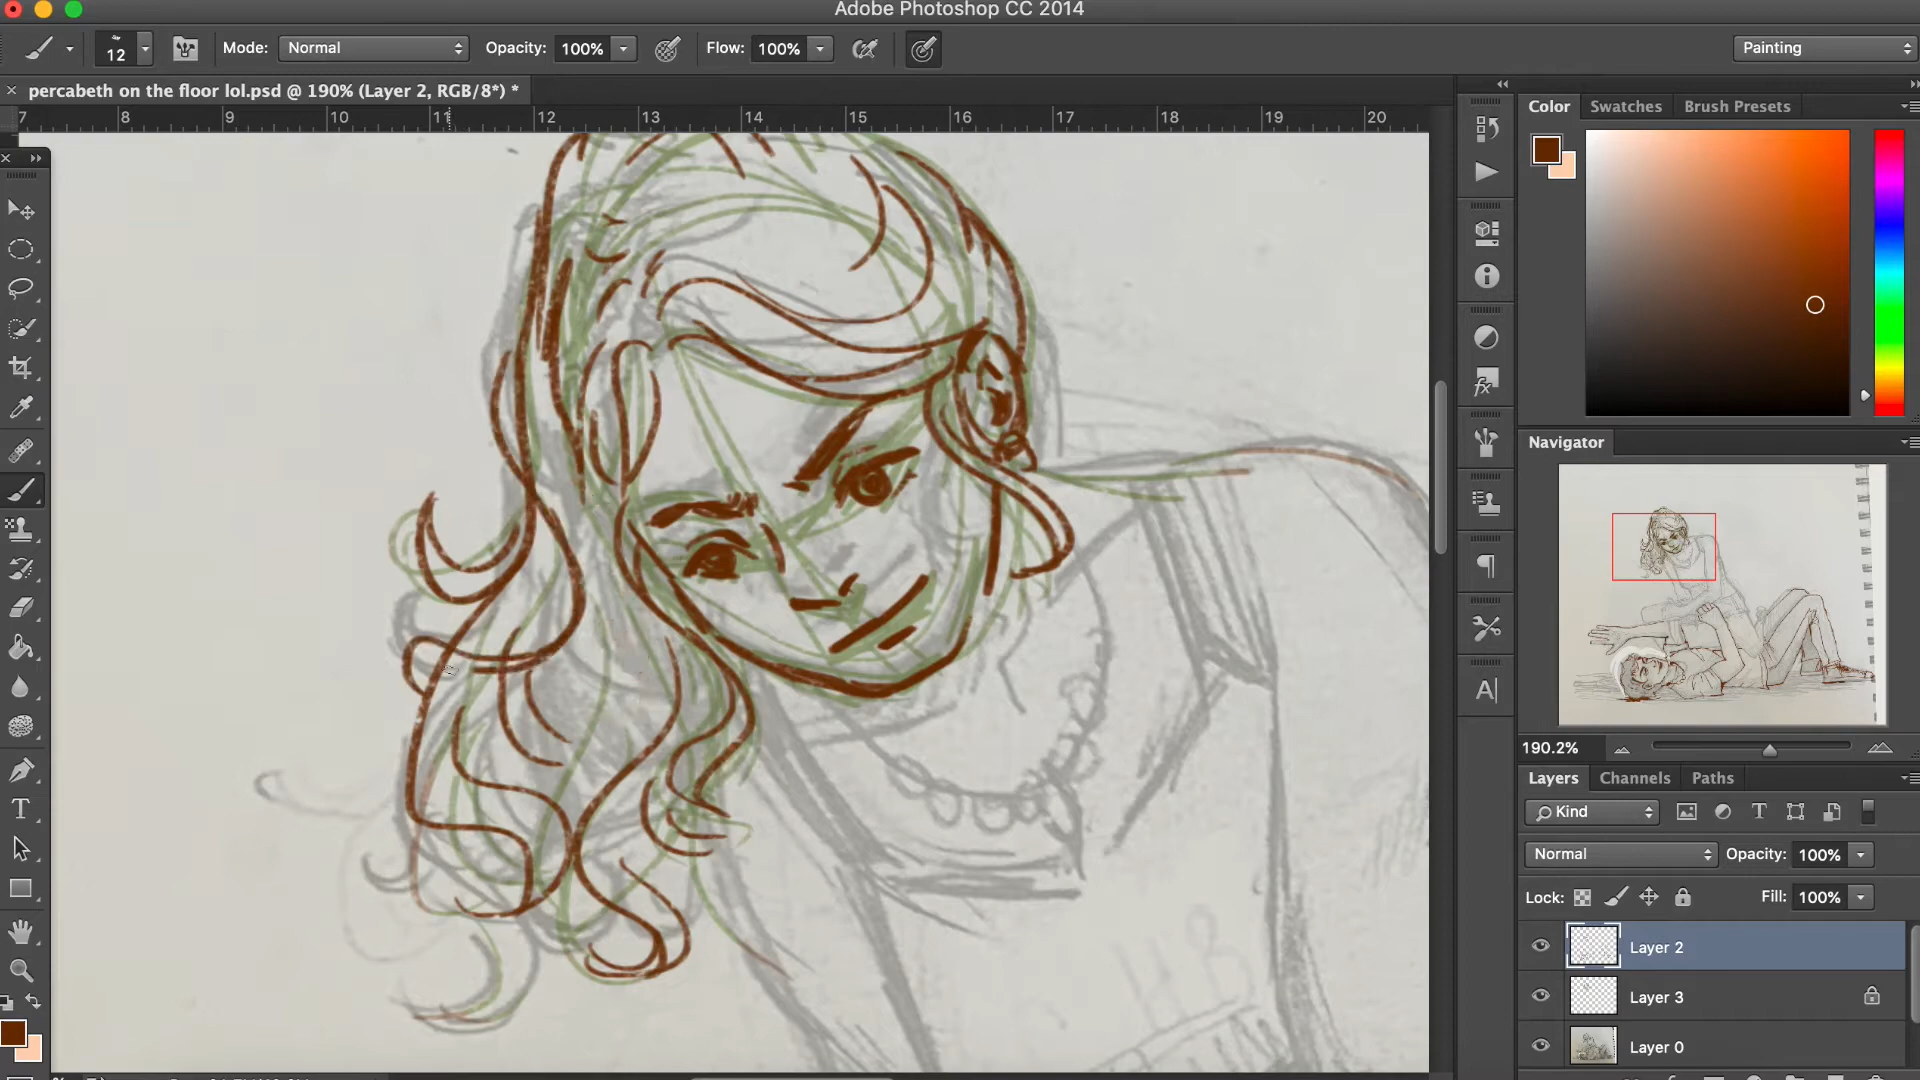 Adobe Photoshop CC 2014
12 Mode: Normal Opacity: 100% Flow: 100% Painting
percabeth on the floor lol.psd @ 190% (Layer 2, RGB/8*) *
7 8 9 10 11 12 13 14 15 16 17 18 19 20
Color Swatches Brush Presets
Navigator
190.2%
Layers Channels Paths
Kind
Normal Opacity: 100%
Lock: Fill: 100%
Layer 2
Layer 3
Layer 0